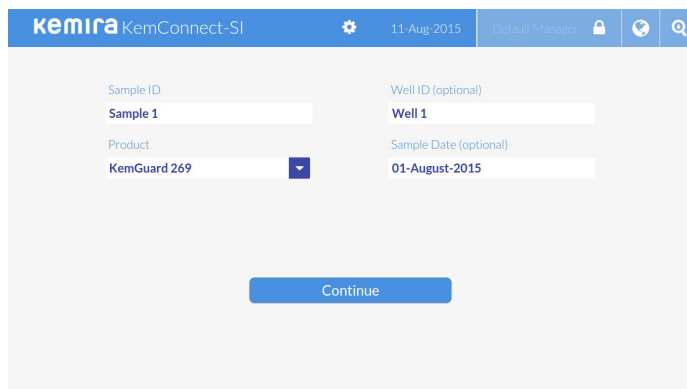 kemira KemConnect-SI 11-Aug-2015 Default Manager
Sample ID Well ID (optional)
Sample 1 Well 1
Product Sample Date (optional)
KemGuard 269 01-August-2015
Continue